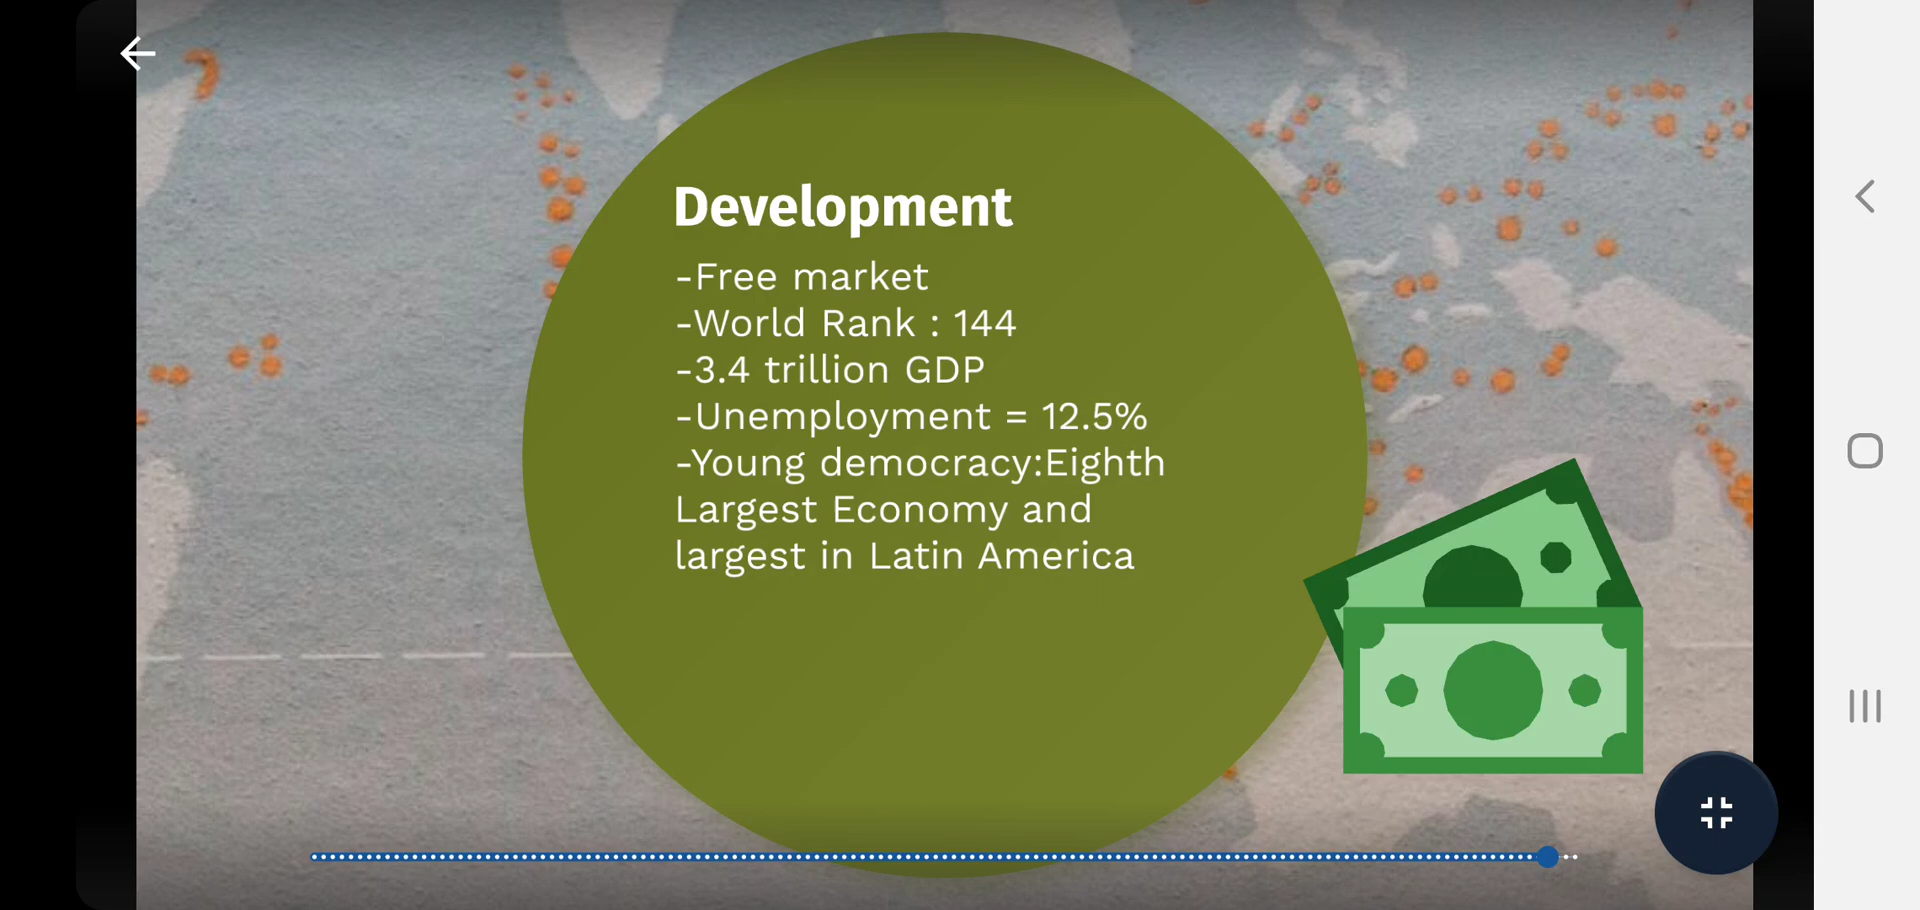 Development
-Free market
-World Rank : 144
-3.4 trillion GDP
-Unemployment = 12.5%
-Young democracy:Eighth
Largest Economy and
largest in Latin America